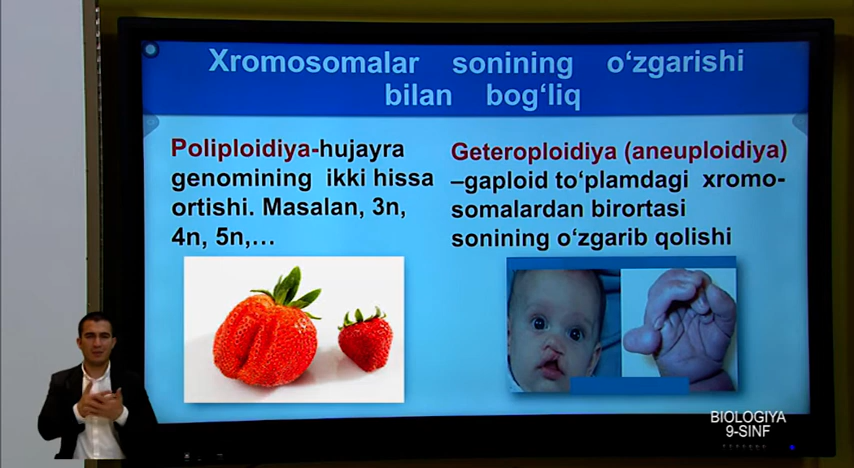 Xromosomalar sonining o‘zgarishi
bilan bog‘liq
Poliploidiya-hujayra
genomining ikki hissa
ortishi. Masalan, 3n,
4n, 5n,...
Geteroploidiya (aneuploidiya)
–gaploid to‘plamdagi xromo-
somalardan birortasi
sonining o‘zgarib qolishi
BIOLOGIYA
9-SINF